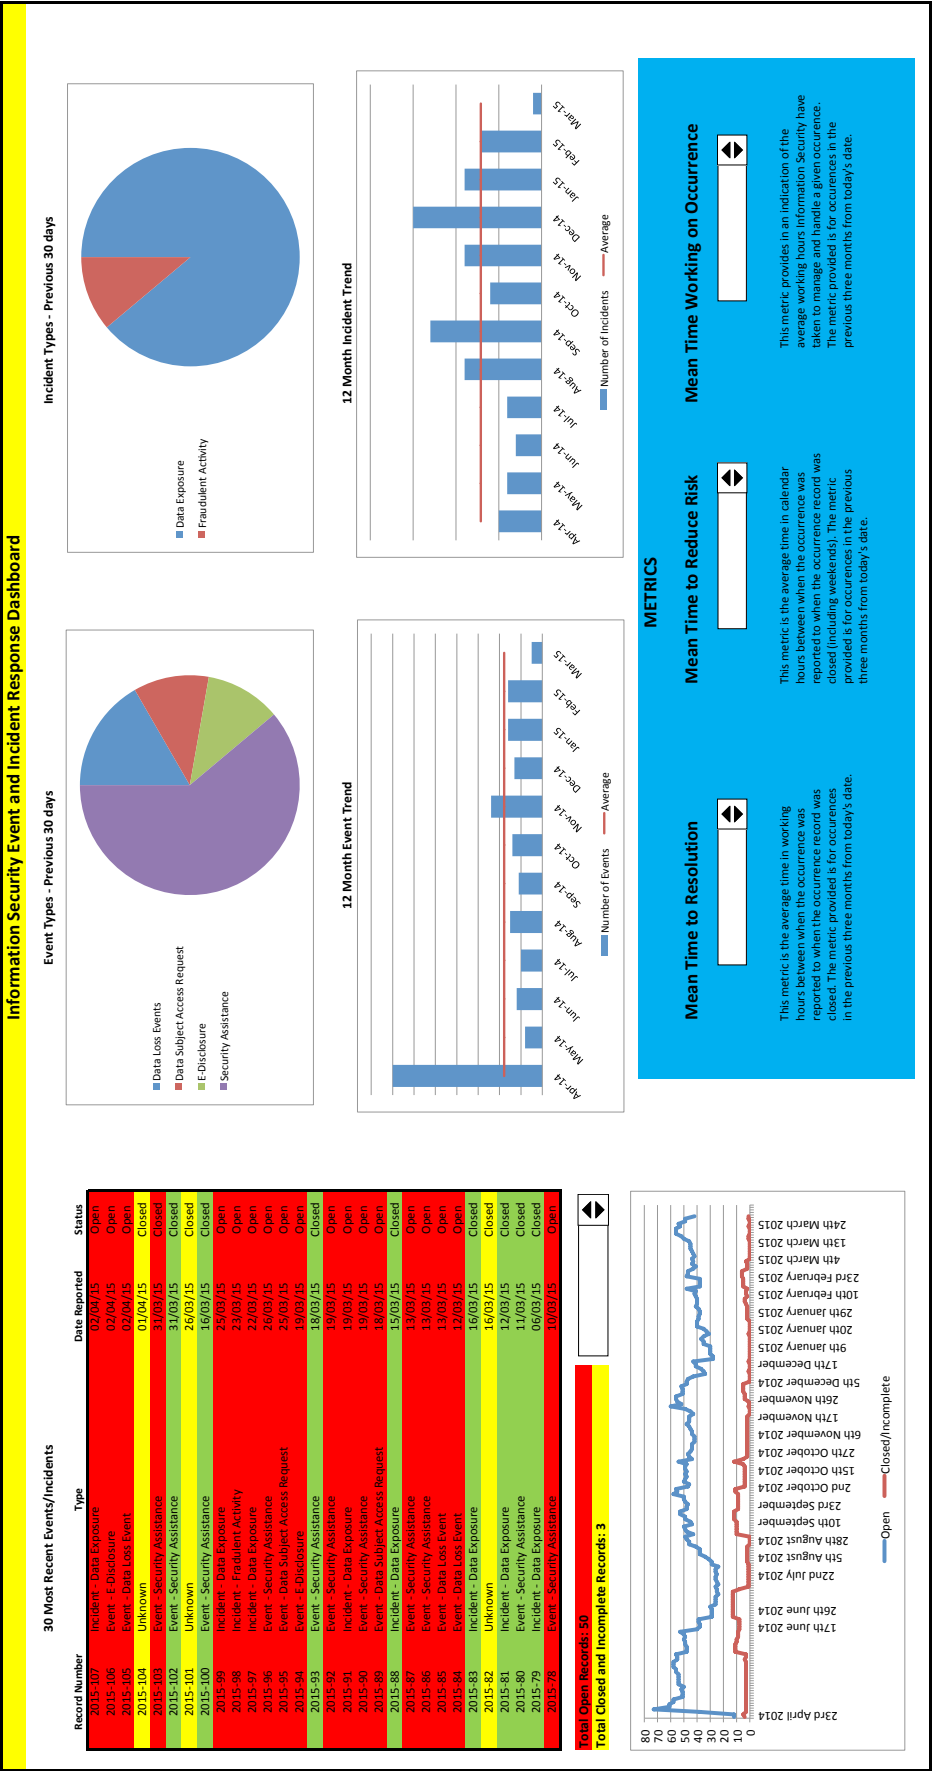 Information Security Event and Incident Response Dashboard
30 Most Recent Events/Incidents
Record Number Type Date Reported Status
2015-107 Incident - Data Exposure 02/04/15 Open
2015-106 Event - E-Disclosure 02/04/15 Open
2015-105 Event - Data Loss Event 02/04/15 Open
2015-104 Unknown 01/04/15 Closed
2015-103 Event - Security Assistance 31/03/15 Closed
2015-102 Event - Security Assistance 31/03/15 Closed
2015-101 Unknown 26/03/15 Closed
2015-100 Event - Security Assistance 16/03/15 Closed
2015-99 Incident - Data Exposure 25/03/15 Open
2015-98 Incident - Fradulent Activity 23/03/15 Open
2015-97 Incident - Data Exposure 22/03/15 Open
2015-96 Event - Security Assistance 26/03/15 Open
2015-95 Event - Data Subject Access Request 25/03/15 Open
2015-94 Event - E-Disclosure 19/03/15 Open
2015-93 Event - Security Assistance 18/03/15 Closed
2015-92 Event - Security Assistance 19/03/15 Open
2015-91 Incident - Data Exposure 19/03/15 Open
2015-90 Event - Security Assistance 19/03/15 Open
2015-89 Event - Data Subject Access Request 18/03/15 Open
2015-88 Incident - Data Exposure 15/03/15 Closed
2015-87 Event - Security Assistance 13/03/15 Open
2015-86 Event - Security Assistance 13/03/15 Open
2015-85 Event - Data Loss Event 13/03/15 Open
2015-84 Event - Data Loss Event 12/03/15 Open
2015-83 Incident - Data Exposure 16/03/15 Closed
2015-82 Unknown 16/03/15 Closed
2015-81 Incident - Data Exposure 12/03/15 Closed
2015-80 Event - Security Assistance 11/03/15 Closed
2015-79 Incident - Data Exposure 06/03/15 Closed
2015-78 Event - Security Assistance 10/03/15 Open
Total Open Records: 50
Total Closed and Incomplete Records: 3
80
70
60
50
40
30
20
10
0
23rd April 2014
17th June 2014
26th June 2014
22nd July 2014
5th August 2014
28th August 2014
10th September
23rd September
2nd October 2014
15th October 2014
27th October 2014
6th November 2014
17th November
26th November
5th December 2014
17th December
9th January 2015
20th January 2015
29th January 2015
10th February 2015
23rd February 2015
4th March 2015
13th March 2015
24th March 2015
Open Closed/Incomplete
Event Types - Previous 30 days
Data Loss Events
Data Subject Access Request
E-Disclosure
Security Assistance
Incident Types - Previous 30 days
Data Exposure
Fraudulent Activity
12 Month Event Trend
Apr-14 May-14 Jun-14 Jul-14 Aug-14 Sep-14 Oct-14 Nov-14 Dec-14 Jan-15 Feb-15 Mar-15
Number of Events Average
12 Month Incident Trend
Apr-14 May-14 Jun-14 Jul-14 Aug-14 Sep-14 Oct-14 Nov-14 Dec-14 Jan-15 Feb-15 Mar-15
Number of Incidents Average
METRICS
Mean Time to Resolution
This metric is the average time in working
hours between when the occurrence was
reported to when the occurrence record was
closed. The metric provided is for occurences
in the previous three months from today's date.
Mean Time to Reduce Risk
This metric is the average time in calendar
hours between when the occurrence was
reported to when the occurrence record was
closed (including weekends). The metric
provided is for occurences in the previous
three months from today's date.
Mean Time Working on Occurrence
This metric provides in an indication of the
average working hours Information Security have
taken to manage and handle a given occurence.
The metric provided is for occurences in the
previous three months from today's date.